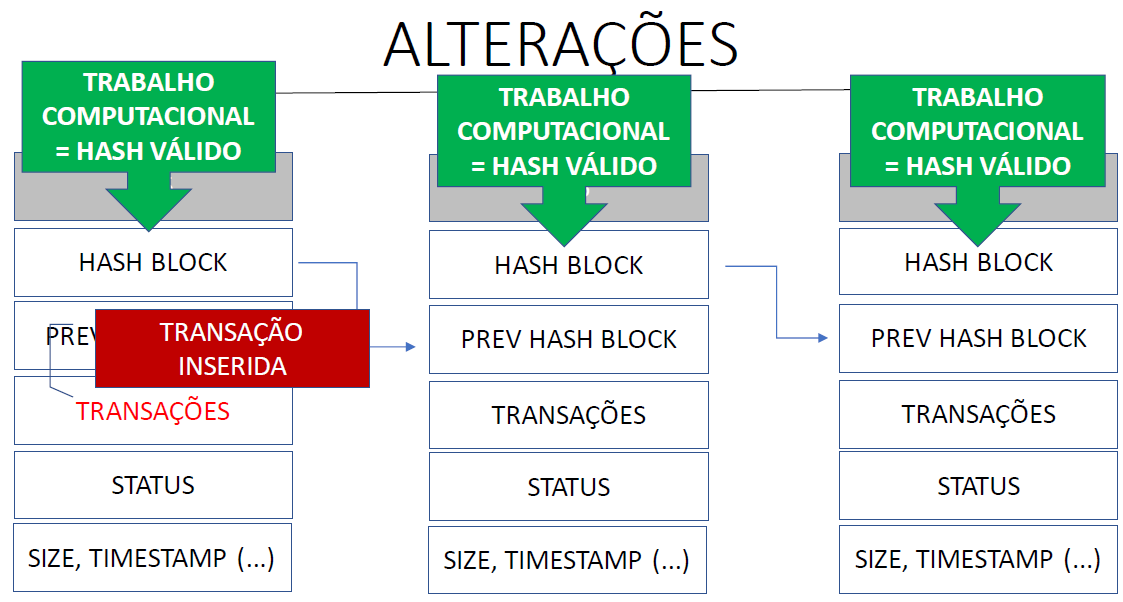 ALTERAÇÕES
TRABALHO
COMPUTACIONAL
= HASH VÁLIDO
HASH BLOCK
PREV
TRANSAÇÃO
INSERIDA
TRANSAÇÕES
STATUS
SIZE, TIMESTAMP (...)
TRABALHO
COMPUTACIONAL
= HASH VÁLIDO
HASH BLOCK
PREV HASH BLOCK
TRANSAÇÕES
STATUS
SIZE, TIMESTAMP (...)
TRABALHO
COMPUTACIONAL
= HASH VÁLIDO
HASH BLOCK
PREV HASH BLOCK
TRANSAÇÕES
STATUS
SIZE, TIMESTAMP (...)